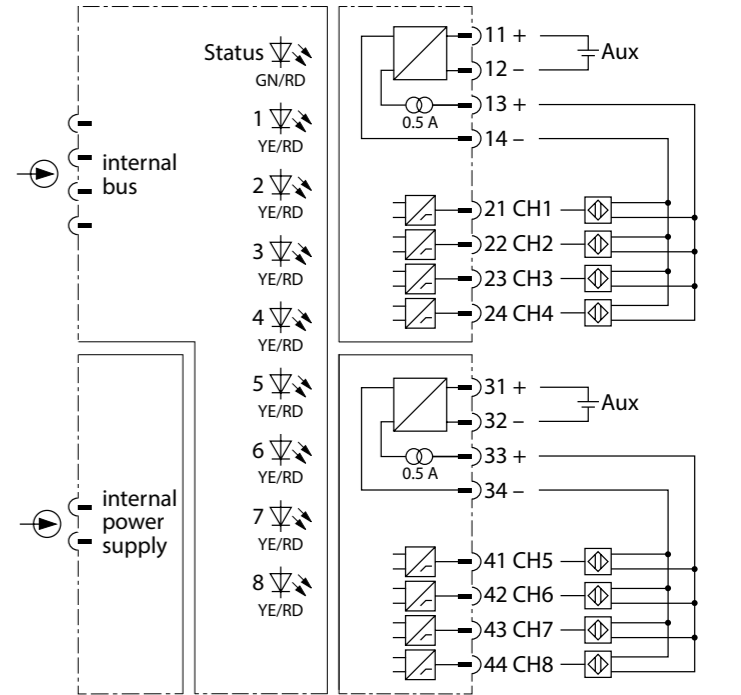 Status
GN/RD
1
YE/RD
2
YE/RD
3
YE/RD
4
YE/RD
5
YE/RD
6
YE/RD
7
YE/RD
8
YE/RD
internal
bus
internal
power
supply
11 +
Aux
12 –
13 +
0.5 A
14 –
21 CH1
22 CH2
23 CH3
24 CH4
31 +
Aux
32 –
33 +
0.5 A
34 –
41 CH5
42 CH6
43 CH7
44 CH8